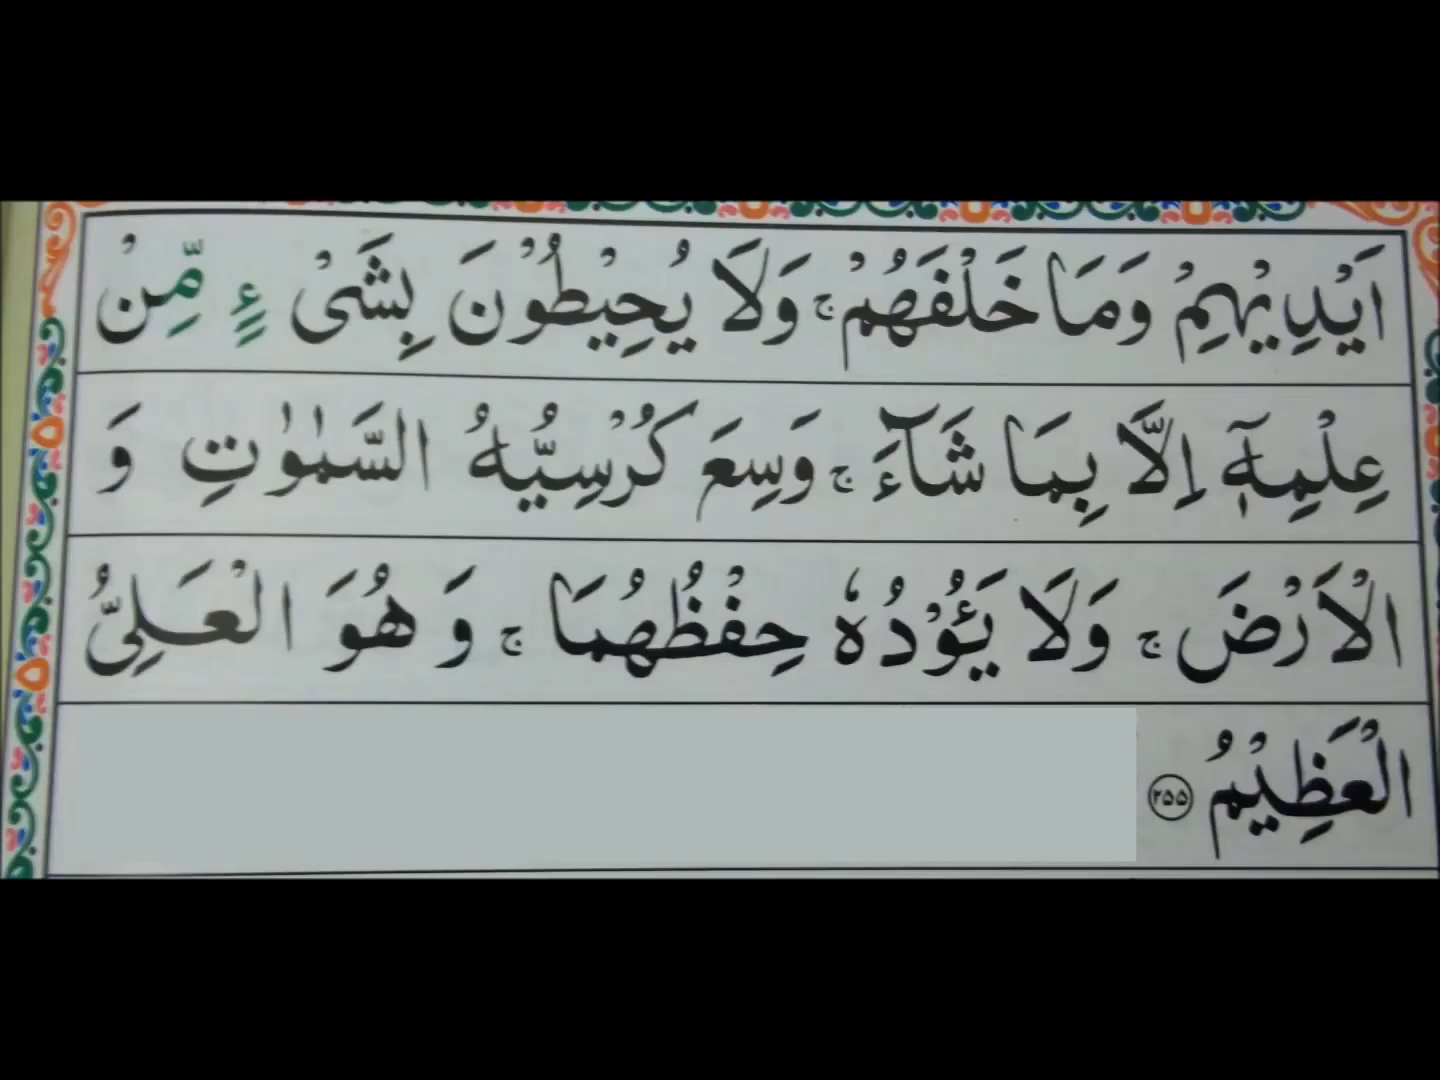 اَيْدِيْهِمْ وَمَا خَلْفَهُمْ ۚ وَلَا يُحِيْطُوْنَ بِشَیْ ءٍ مِّنْ
عِلْمِهٖۤ اِلَّا بِمَا شَآءَ ۚ وَسِعَ كُرْسِيُّهُ السَّمٰوٰتِ وَ
الْاَرْضَ ۚ وَلَا يَـُٔوْدُهٗ حِفْظُهُمَا ۚ وَ هُوَ الْعَلِیُّ
الْعَظِيْمُ ۲۵۵